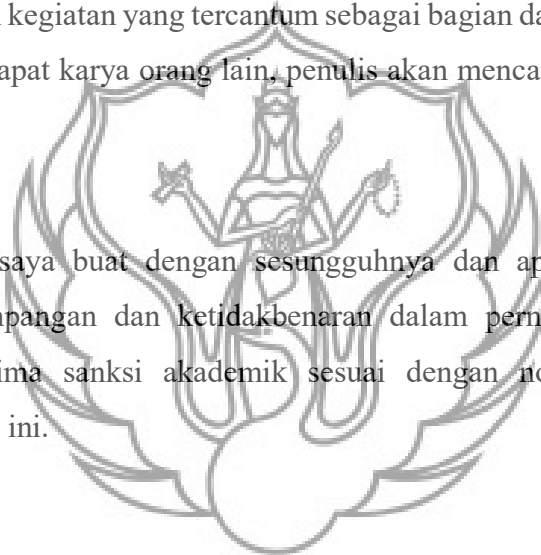 kegiatan yang tercantum sebagai bagian da
apat karya orang lain, penulis akan menca
saya buat dengan sesungguhnya dan ap
pangan dan ketidakbenaran dalam pern
ima sanksi akademik sesuai dengan no
ini.